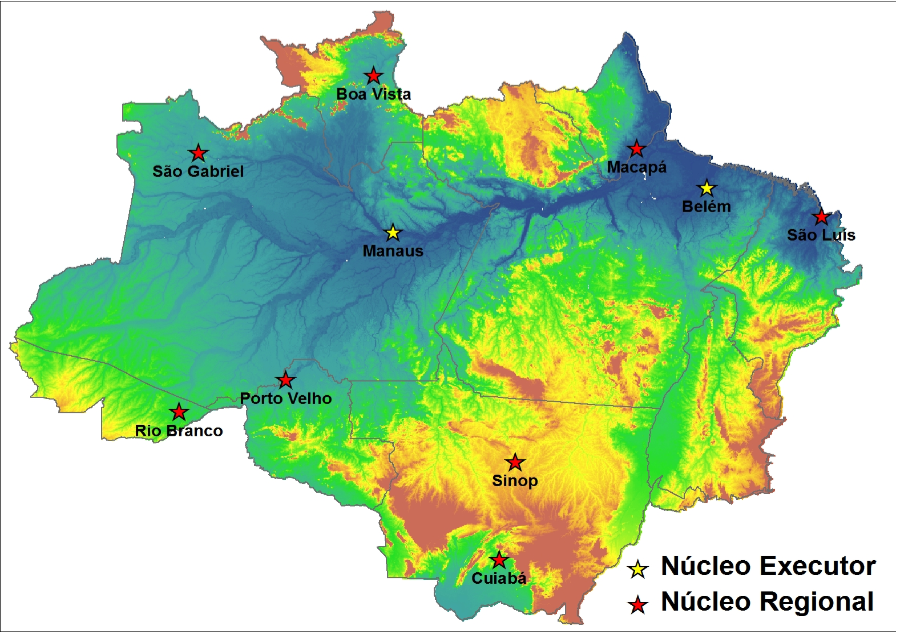 Boa Vista
São Gabriel
Macapá
Belém
São Luís
Manaus
Porto Velho
Rio Branco
Sinop
Cuiabá
Núcleo Executor
Núcleo Regional